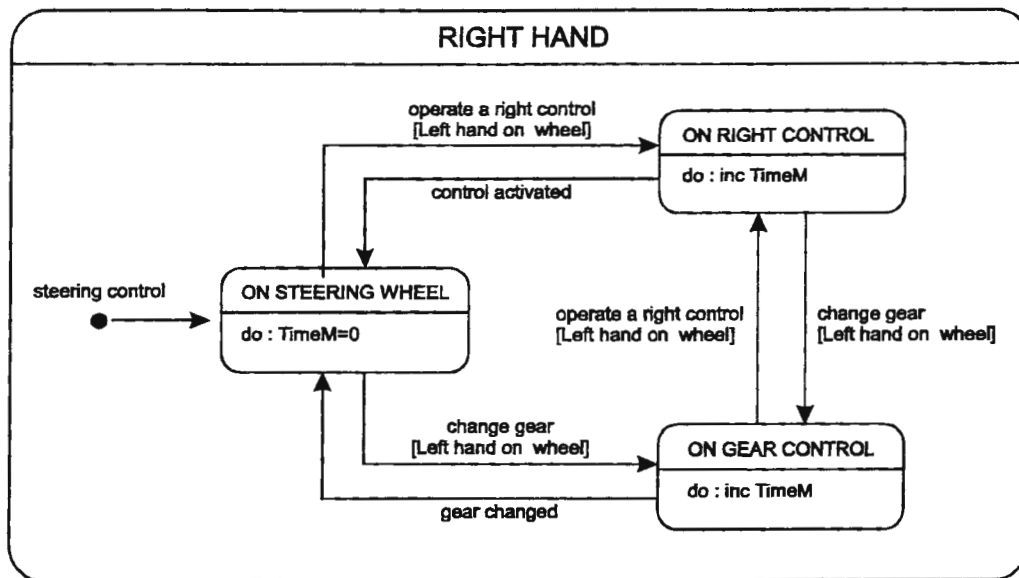 RIGHT HAND
operate a right control
[Left hand on wheel]
ON RIGHT CONTROL
do : inc TimeM
control activated
steering control
ON STEERING WHEEL
do : TimeM=0
operate a right control
[Left hand on wheel]
change gear
[Left hand on wheel]
change gear
[Left hand on wheel]
ON GEAR CONTROL
do : inc TimeM
gear changed